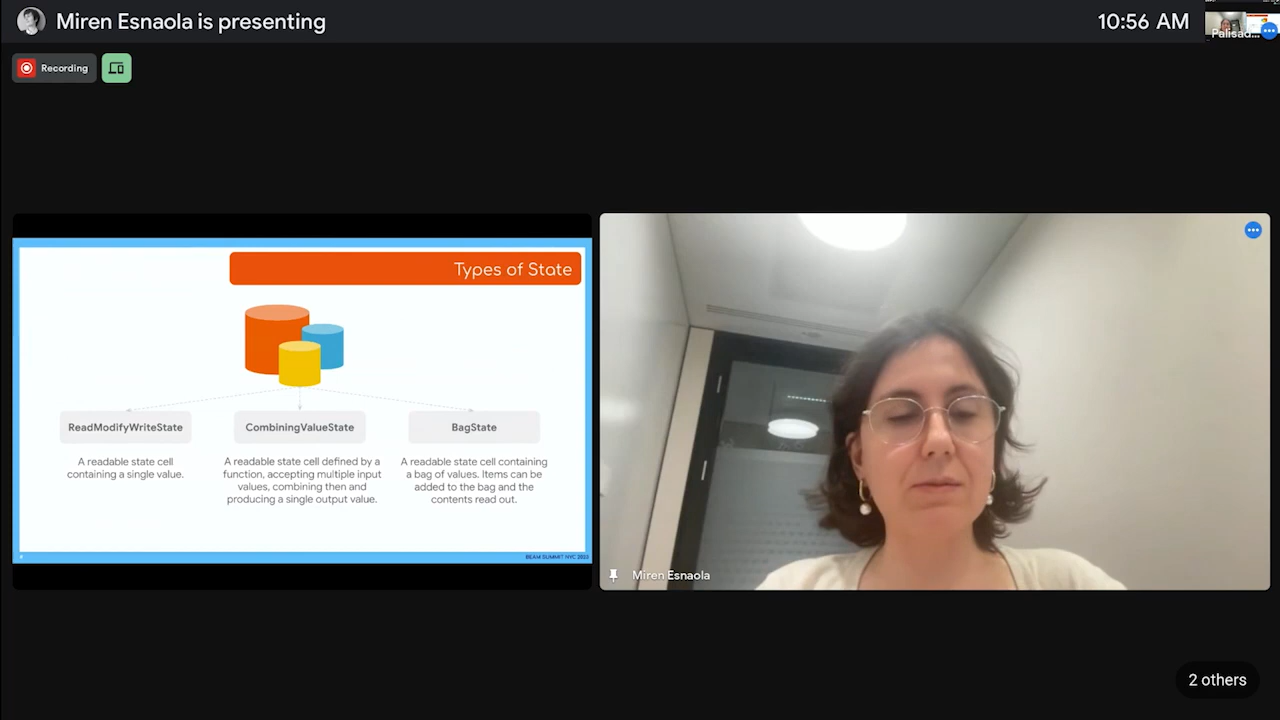 Miren Esnaola is presenting
10:56 AM
Palisad...
Recording
Types of State
ReadModifyWriteState
CombiningValueState
BagState
A readable state cell
containing a single value.
A readable state cell defined by a
function, accepting multiple input
values, combining then and
producing a single output value.
A readable state cell containing
a bag of values. Items can be
added to the bag and the
contents read out.
BEAM SUMMIT NYC 2023
Miren Esnaola
2 others